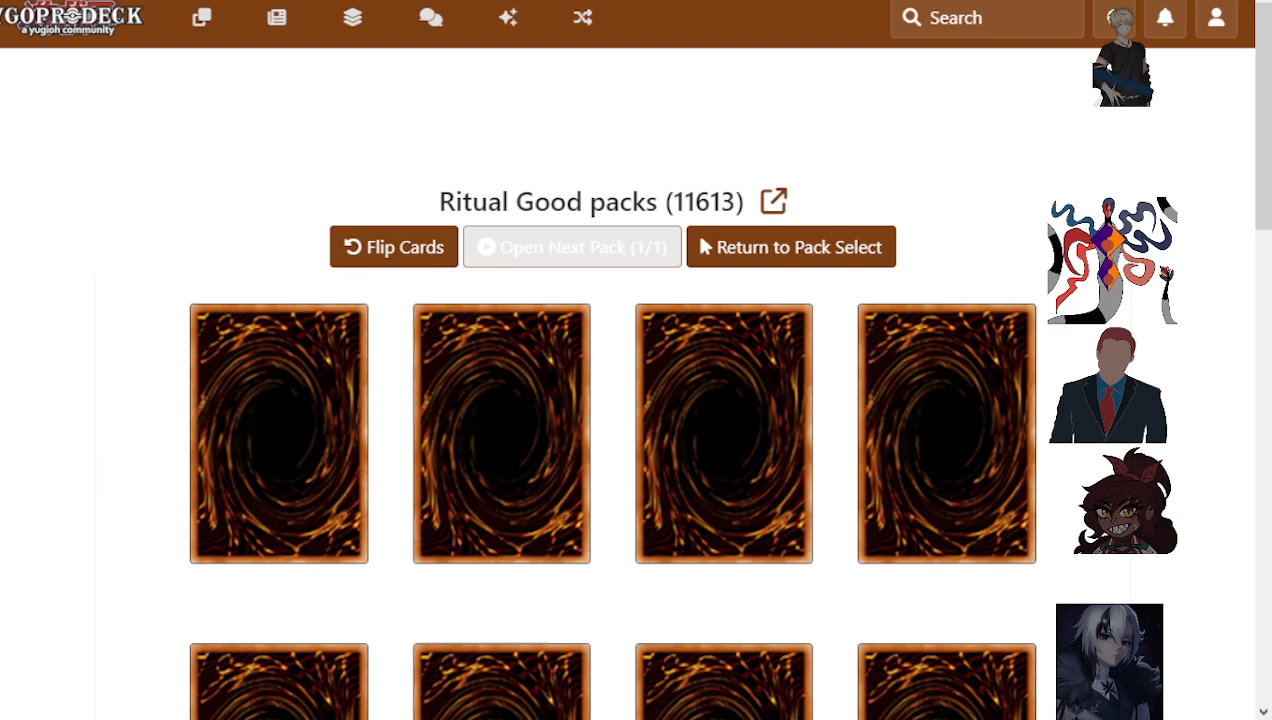 YGOPRODECK
a yugioh community
Search
Ritual Good packs (11613)
Flip Cards
Open Next Pack (1/1)
Return to Pack Select